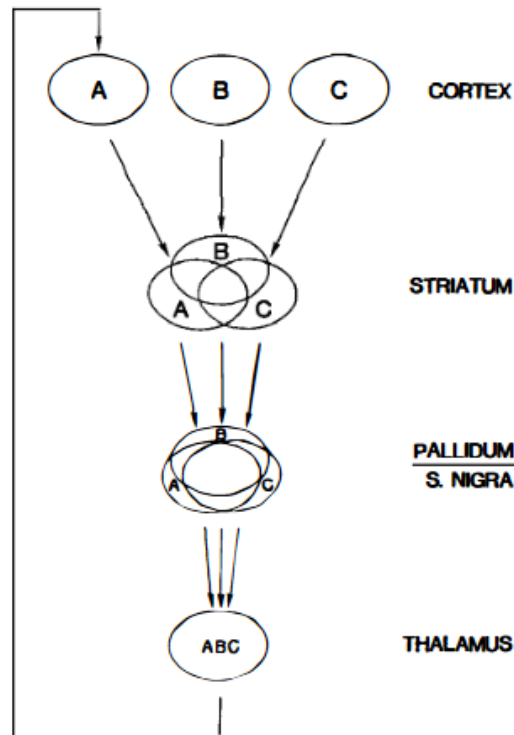 A B C CORTEX
B
A C STRIATUM
B
A C PALLIDUM
S. NIGRA
ABC THALAMUS